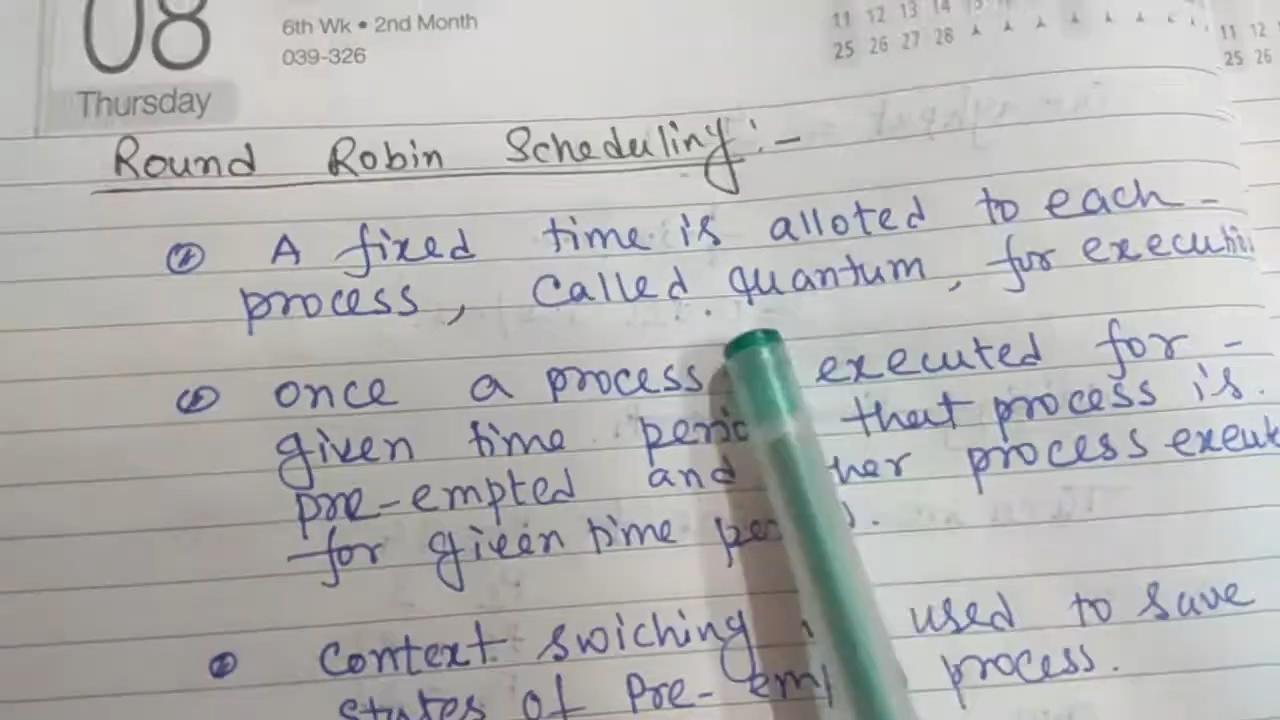 08
6th Wk • 2nd Month
039-326
Thursday
11 12 13 14
25 26 27 28
11 12
25 26
Round Robin Scheduling :-
A fixed time is alloted to each -
process, called quantum, for
once a process executed for -
given time that process is.
pre-empted and process
for given time
Context swiching used to save
states of Pre- process.